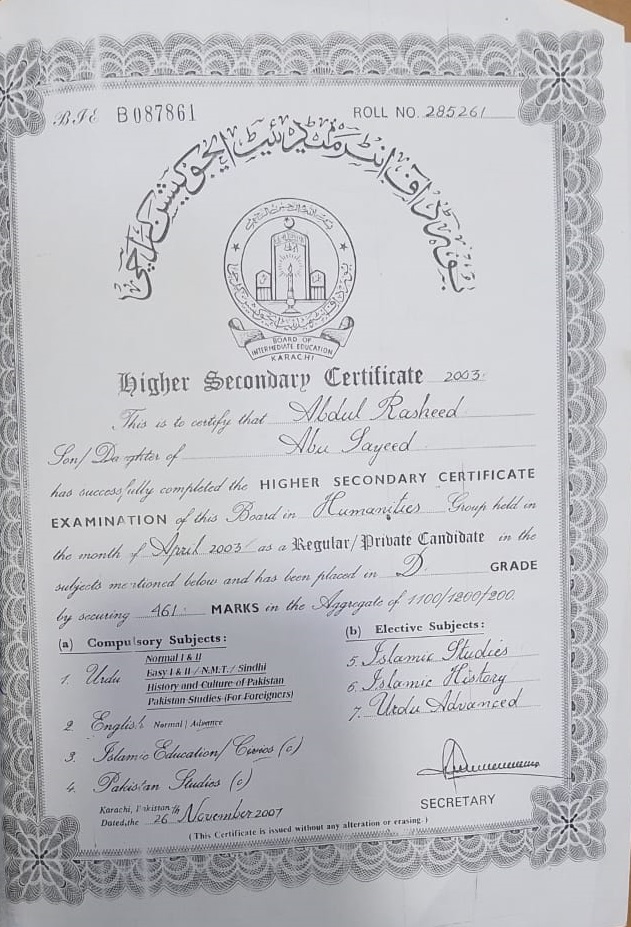 BIE B087861
ROLL NO. 285261
بورڈ آف انٹرمیڈیٹ ایجوکیشن کراچی
BOARD OF
INTERMEDIATE EDUCATION
KARACHI
Higher Secondary Certificate 2003
This is to certify that Abdul Rasheed
Son/Daughter of Abu Sayeed
has successfully completed the HIGHER SECONDARY CERTIFICATE
EXAMINATION of this Board in Humanities Group held in
the month of April 2003 as a Regular/Private Candidate in the
subjects mentioned below and has been placed in D. GRADE
by securing 461 MARKS in the Aggregate of 1100/1200/200.
(a) Compulsory Subjects:
1. Urdu
Normal I & II
Easy I & II / N.M.T. / Sindhi
History and Culture of Pakistan
Pakistan Studies (For Foreigners)
2. English Normal / Advance
3. Islamic Education/ Civics (c)
4. Pakistan Studies (c)
(b) Elective Subjects:
5. Islamic Studies
6. Islamic History
7. Urdu Advanced
SECRETARY
Karachi, Pakistan
Dated, the 26th November 2007
(This Certificate is issued without any alteration or erasing.)